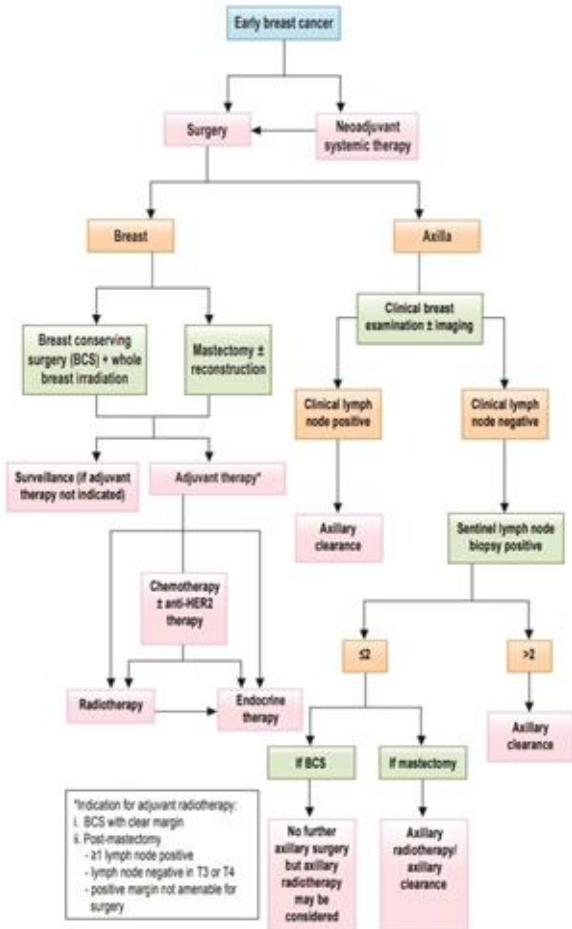 Early breast cancer
Surgery
Neoadjuvant
systemic therapy
Breast
Axilla
Breast conserving
surgery (BCS) + whole
breast irradiation
Mastectomy ±
reconstruction
Clinical breast
examination ± imaging
Clinical lymph
node positive
Clinical lymph
node negative
Surveillance (if adjuvant
therapy not indicated)
Adjuvant therapy*
Axillary
clearance
Sentinel lymph node
biopsy positive
Chemotherapy
± anti-HER2
therapy
≤2
>2
Radiotherapy
Endocrine
therapy
Axillary
clearance
If BCS
If mastectomy
No further
axillary surgery
but axillary
radiotherapy
may be
considered
Axillary
radiotherapy/
axillary
clearance
*Indication for adjuvant radiotherapy:
i. BCS with clear margin
ii. Post-mastectomy
- ≥1 lymph node positive
- lymph node negative in T3 or T4
- positive margin not amenable for
surgery